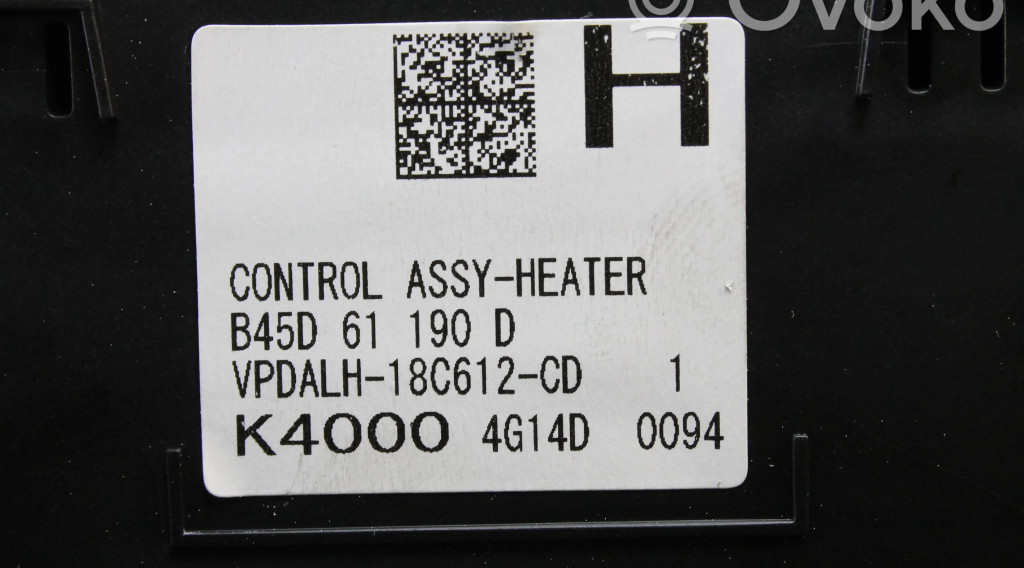 Ovoko
H
CONTROL ASSY-HEATER
B45D 61 190 D
VPDALH-18C612-CD 1
K4000 4G14D 0094